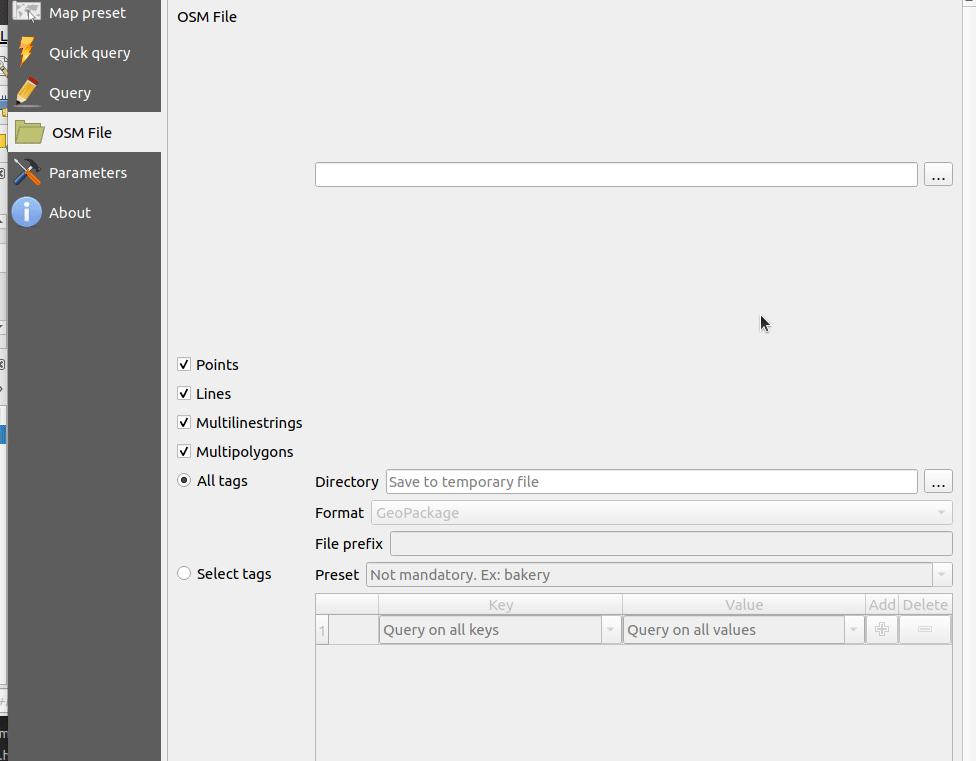 Map preset
Quick query
Query
OSM File
Parameters
About
OSM File
...
Points
Lines
Multilinestrings
Multipolygons
All tags
Directory Save to temporary file ...
Format GeoPackage
File prefix
Select tags
Preset Not mandatory. Ex: bakery
Key Value Add Delete
1 Query on all keys Query on all values